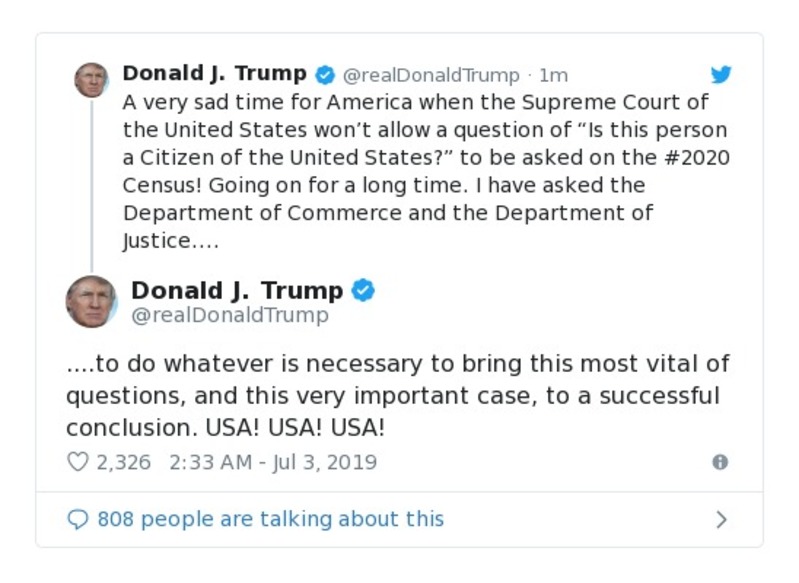 Donald J. Trump @realDonaldTrump · 1m
A very sad time for America when the Supreme Court of
the United States won’t allow a question of “Is this person
a Citizen of the United States?” to be asked on the #2020
Census! Going on for a long time. I have asked the
Department of Commerce and the Department of
Justice....
Donald J. Trump
@realDonaldTrump
....to do whatever is necessary to bring this most vital of
questions, and this very important case, to a successful
conclusion. USA! USA! USA!
2,326 2:33 AM - Jul 3, 2019
808 people are talking about this